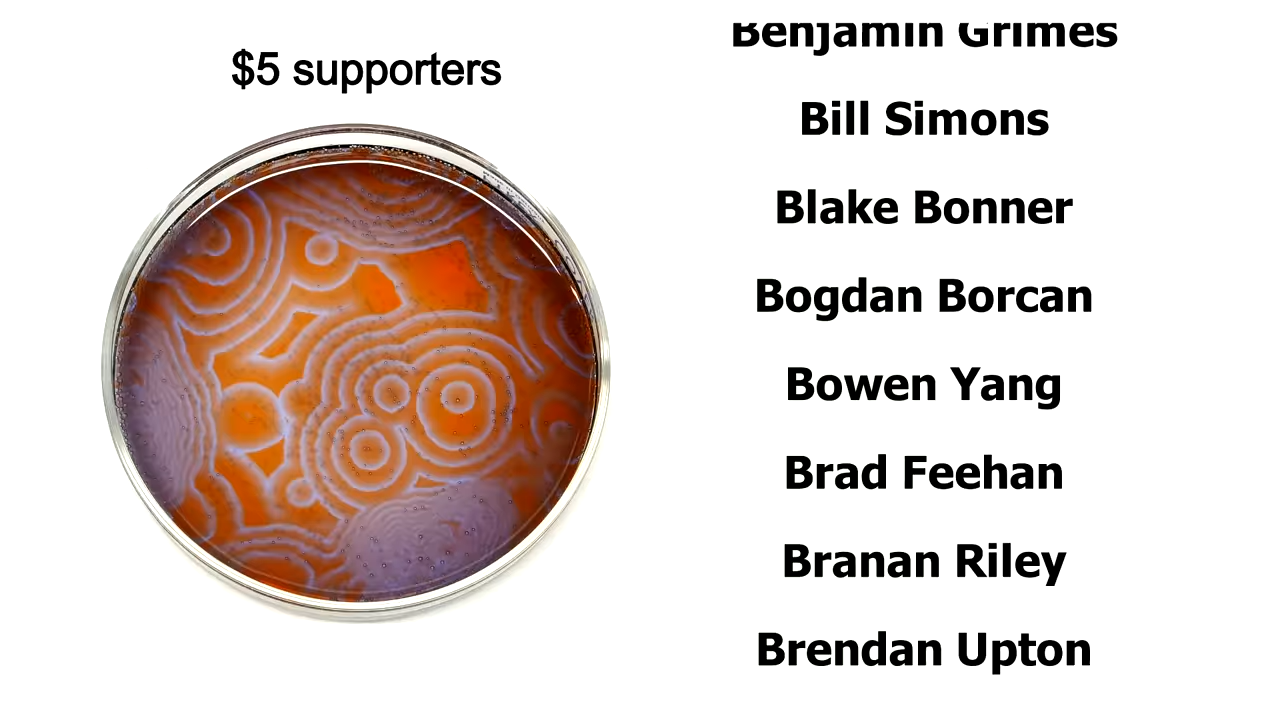 $5 supporters
Benjamin Grimes
Bill Simons
Blake Bonner
Bogdan Borcan
Bowen Yang
Brad Feehan
Branan Riley
Brendan Upton